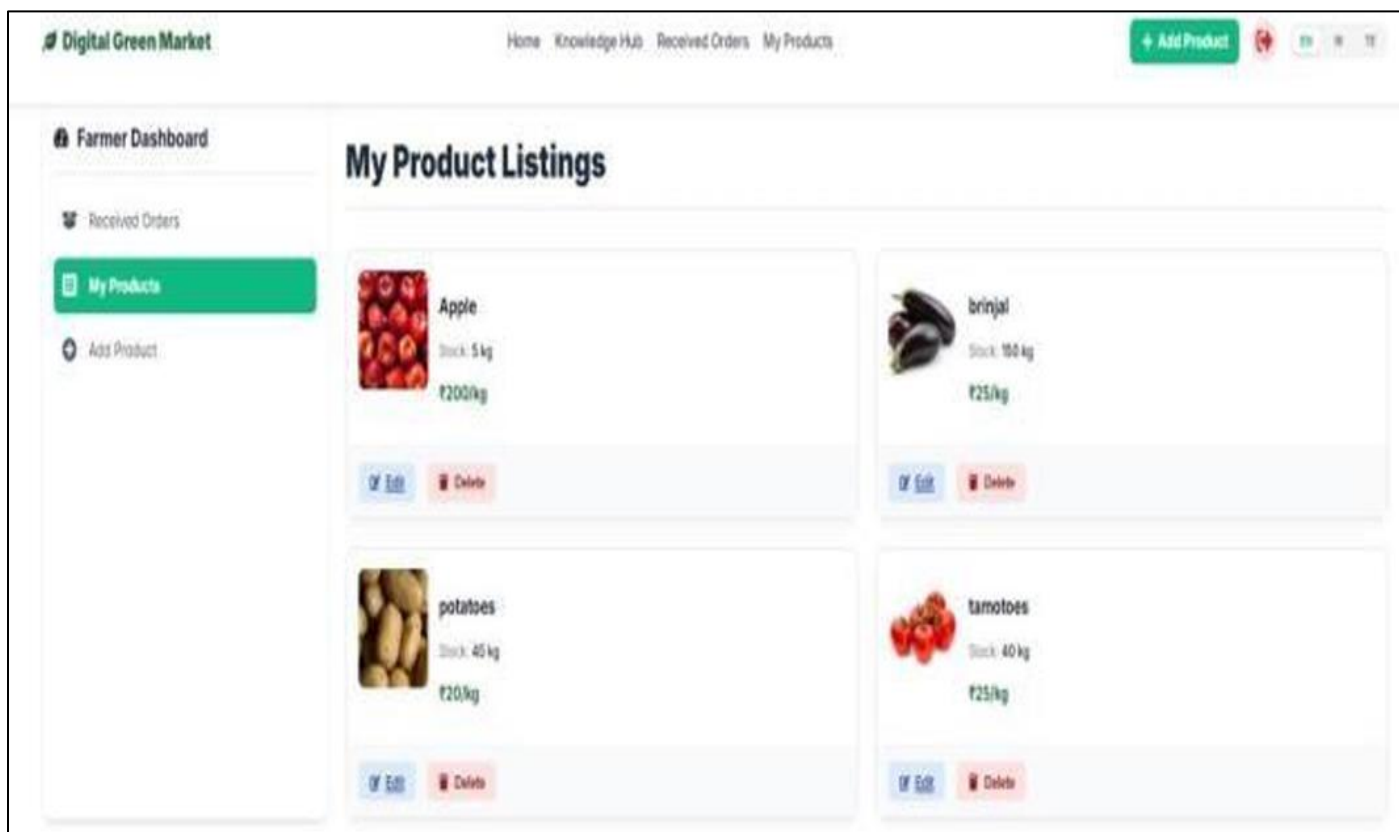 Digital Green Market
Home Knowledge Hub Received Orders My Products
+ Add Product
EN TE
Farmer Dashboard
Received Orders
My Products
Add Product
My Product Listings
Apple
Stock: 5 kg
₹200/kg
Edit Delete
brinjal
Stock: kg
₹25/kg
Edit Delete
potatoes
Stock: 45 kg
₹20/kg
Edit Delete
tamotoes
Stock: 40 kg
₹25/kg
Edit Delete